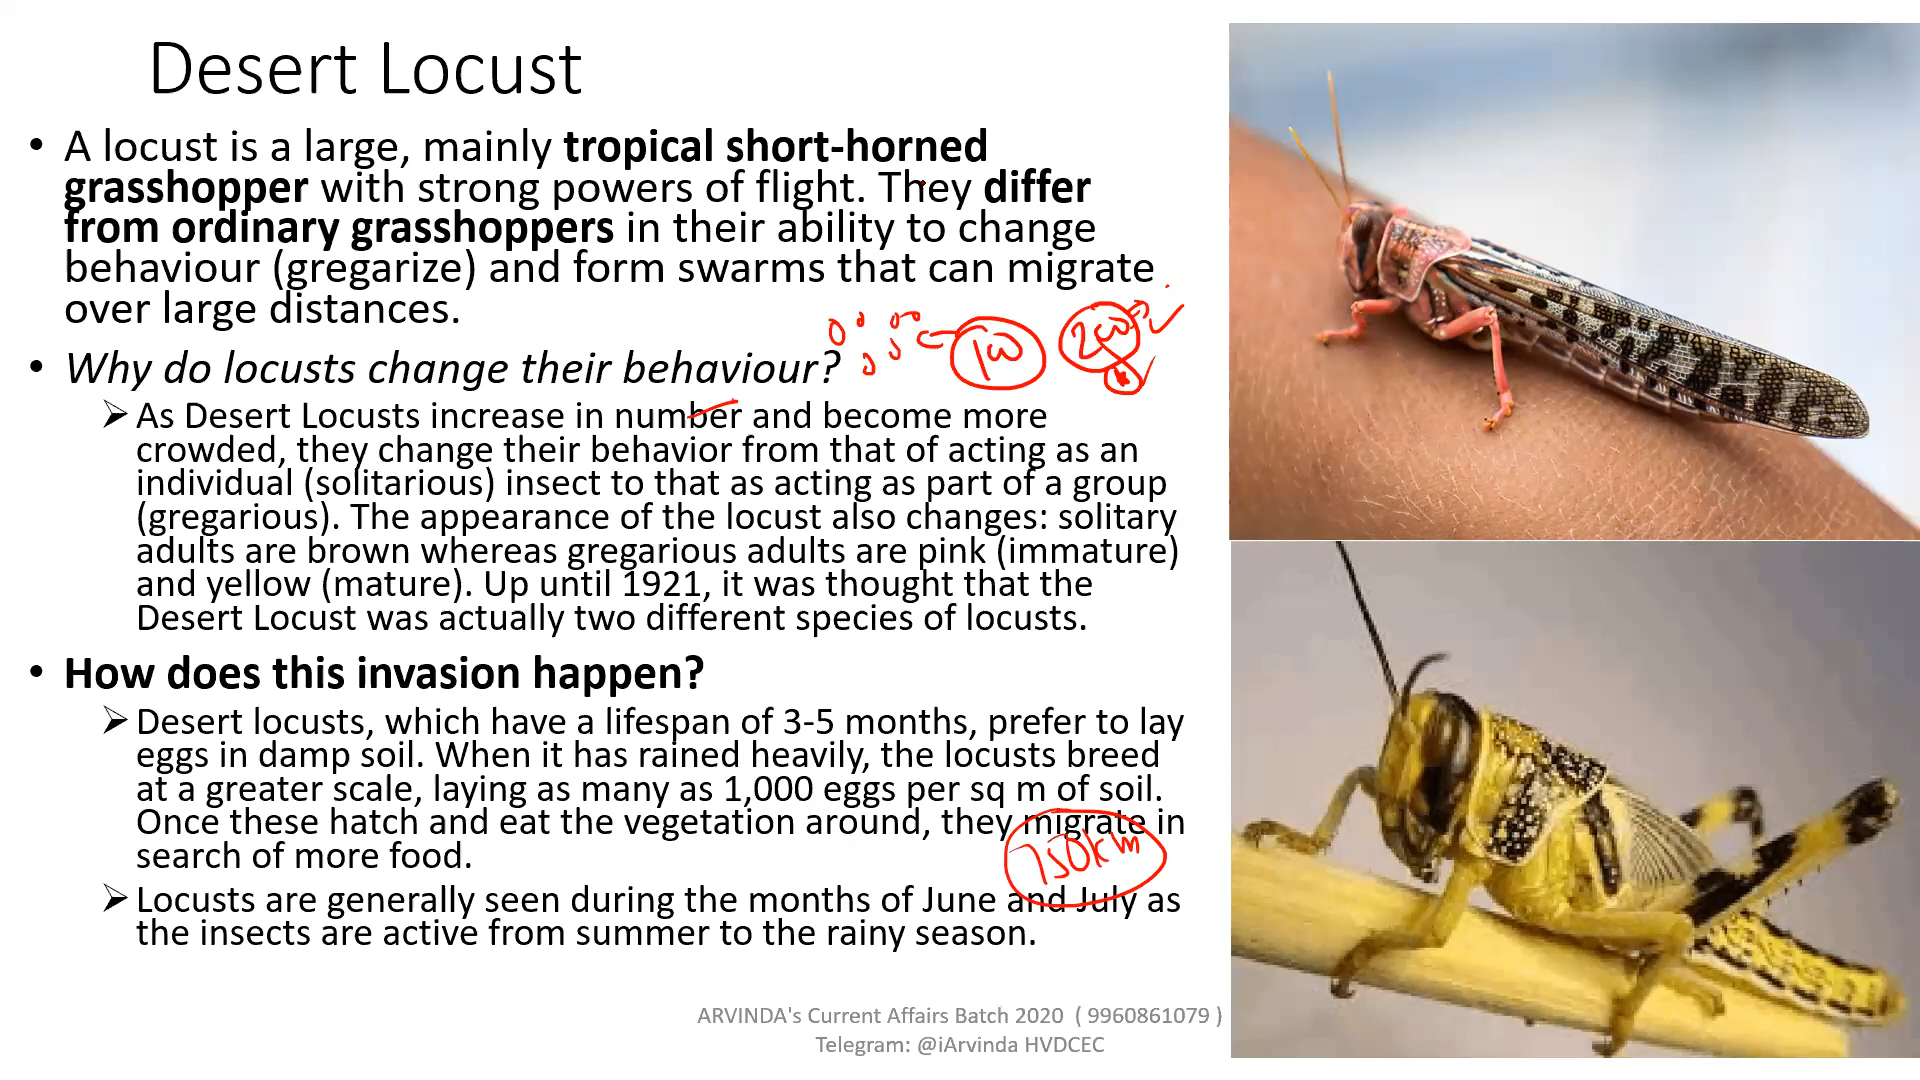 Desert Locust
• A locust is a large, mainly tropical short-horned
grasshopper with strong powers of flight. They differ
from ordinary grasshoppers in their ability to change
behaviour (gregarize) and form swarms that can migrate
over large distances.
• Why do locusts change their behaviour?
➢ As Desert Locusts increase in number and become more
crowded, they change their behavior from that of acting as an
individual (solitarious) insect to that as acting as part of a group
(gregarious). The appearance of the locust also changes: solitary
adults are brown whereas gregarious adults are pink (immature)
and yellow (mature). Up until 1921, it was thought that the
Desert Locust was actually two different species of locusts.
• How does this invasion happen?
➢ Desert locusts, which have a lifespan of 3-5 months, prefer to lay
eggs in damp soil. When it has rained heavily, the locusts breed
at a greater scale, laying as many as 1,000 eggs per sq m of soil.
Once these hatch and eat the vegetation around, they migrate in
search of more food.
150km
➢ Locusts are generally seen during the months of June and July as
the insects are active from summer to the rainy season.
ARVINDA's Current Affairs Batch 2020 ( 9960861079 )
Telegram: @iArvinda HVDCEC